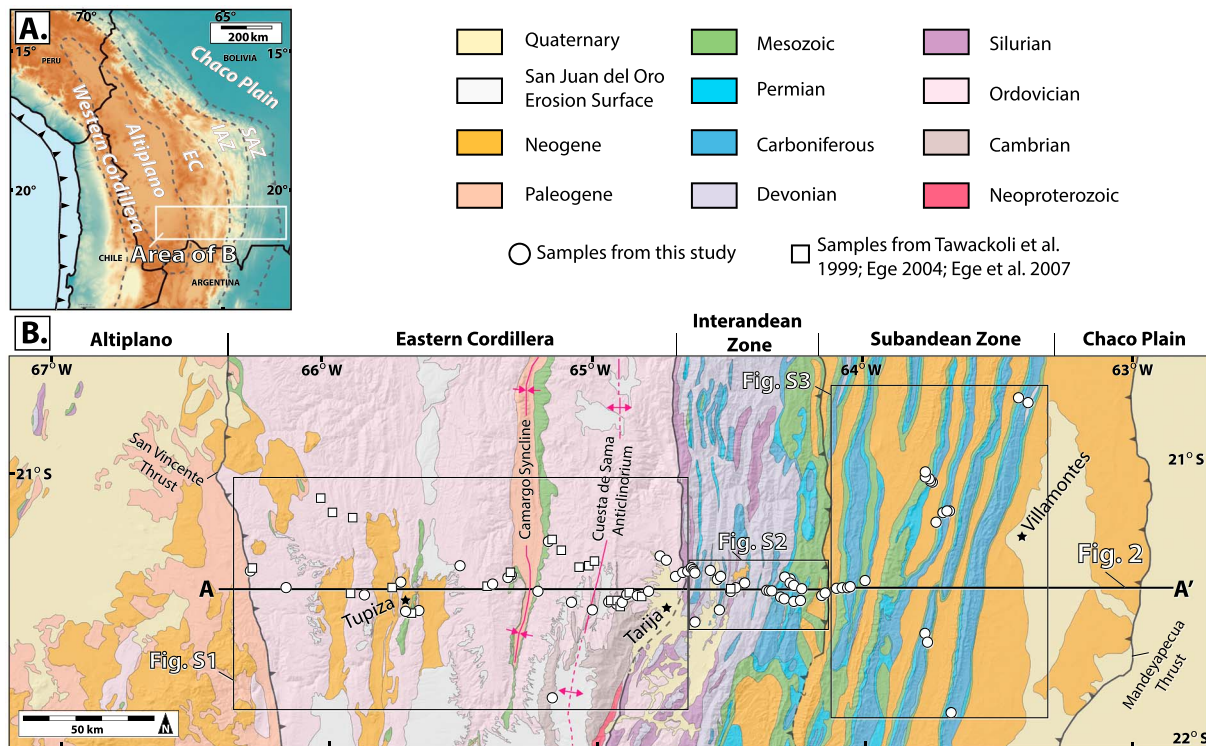 A.
70°
65°
200 km
15°
15°
PERU
BOLIVIA
Chaco Plain
Western Cordillera
Altiplano
EC
IAZ
SAZ
20°
20°
Area of B
CHILE
ARGENTINA
Quaternary
San Juan del Oro
Erosion Surface
Neogene
Paleogene
Mesozoic
Permian
Carboniferous
Devonian
Silurian
Ordovician
Cambrian
Neoproterozoic
Samples from this study
Samples from Tawackoli et al.
1999; Ege 2004; Ege et al. 2007
B.
Altiplano
Eastern Cordillera
Interandean
Zone
Subandean Zone
Chaco Plain
67°W
66°W
65°W
64°W
63°W
Fig. S3
San Vincente
Thrust
21°S
21°S
Camargo Syncline
Cuesta de Sama
Anticlinorium
Villamontes
Fig. S2
Fig. 2
A
A'
Tupiza
Tarija
Fig. S1
Mandeyapecua
Thrust
50 km
N
22°S